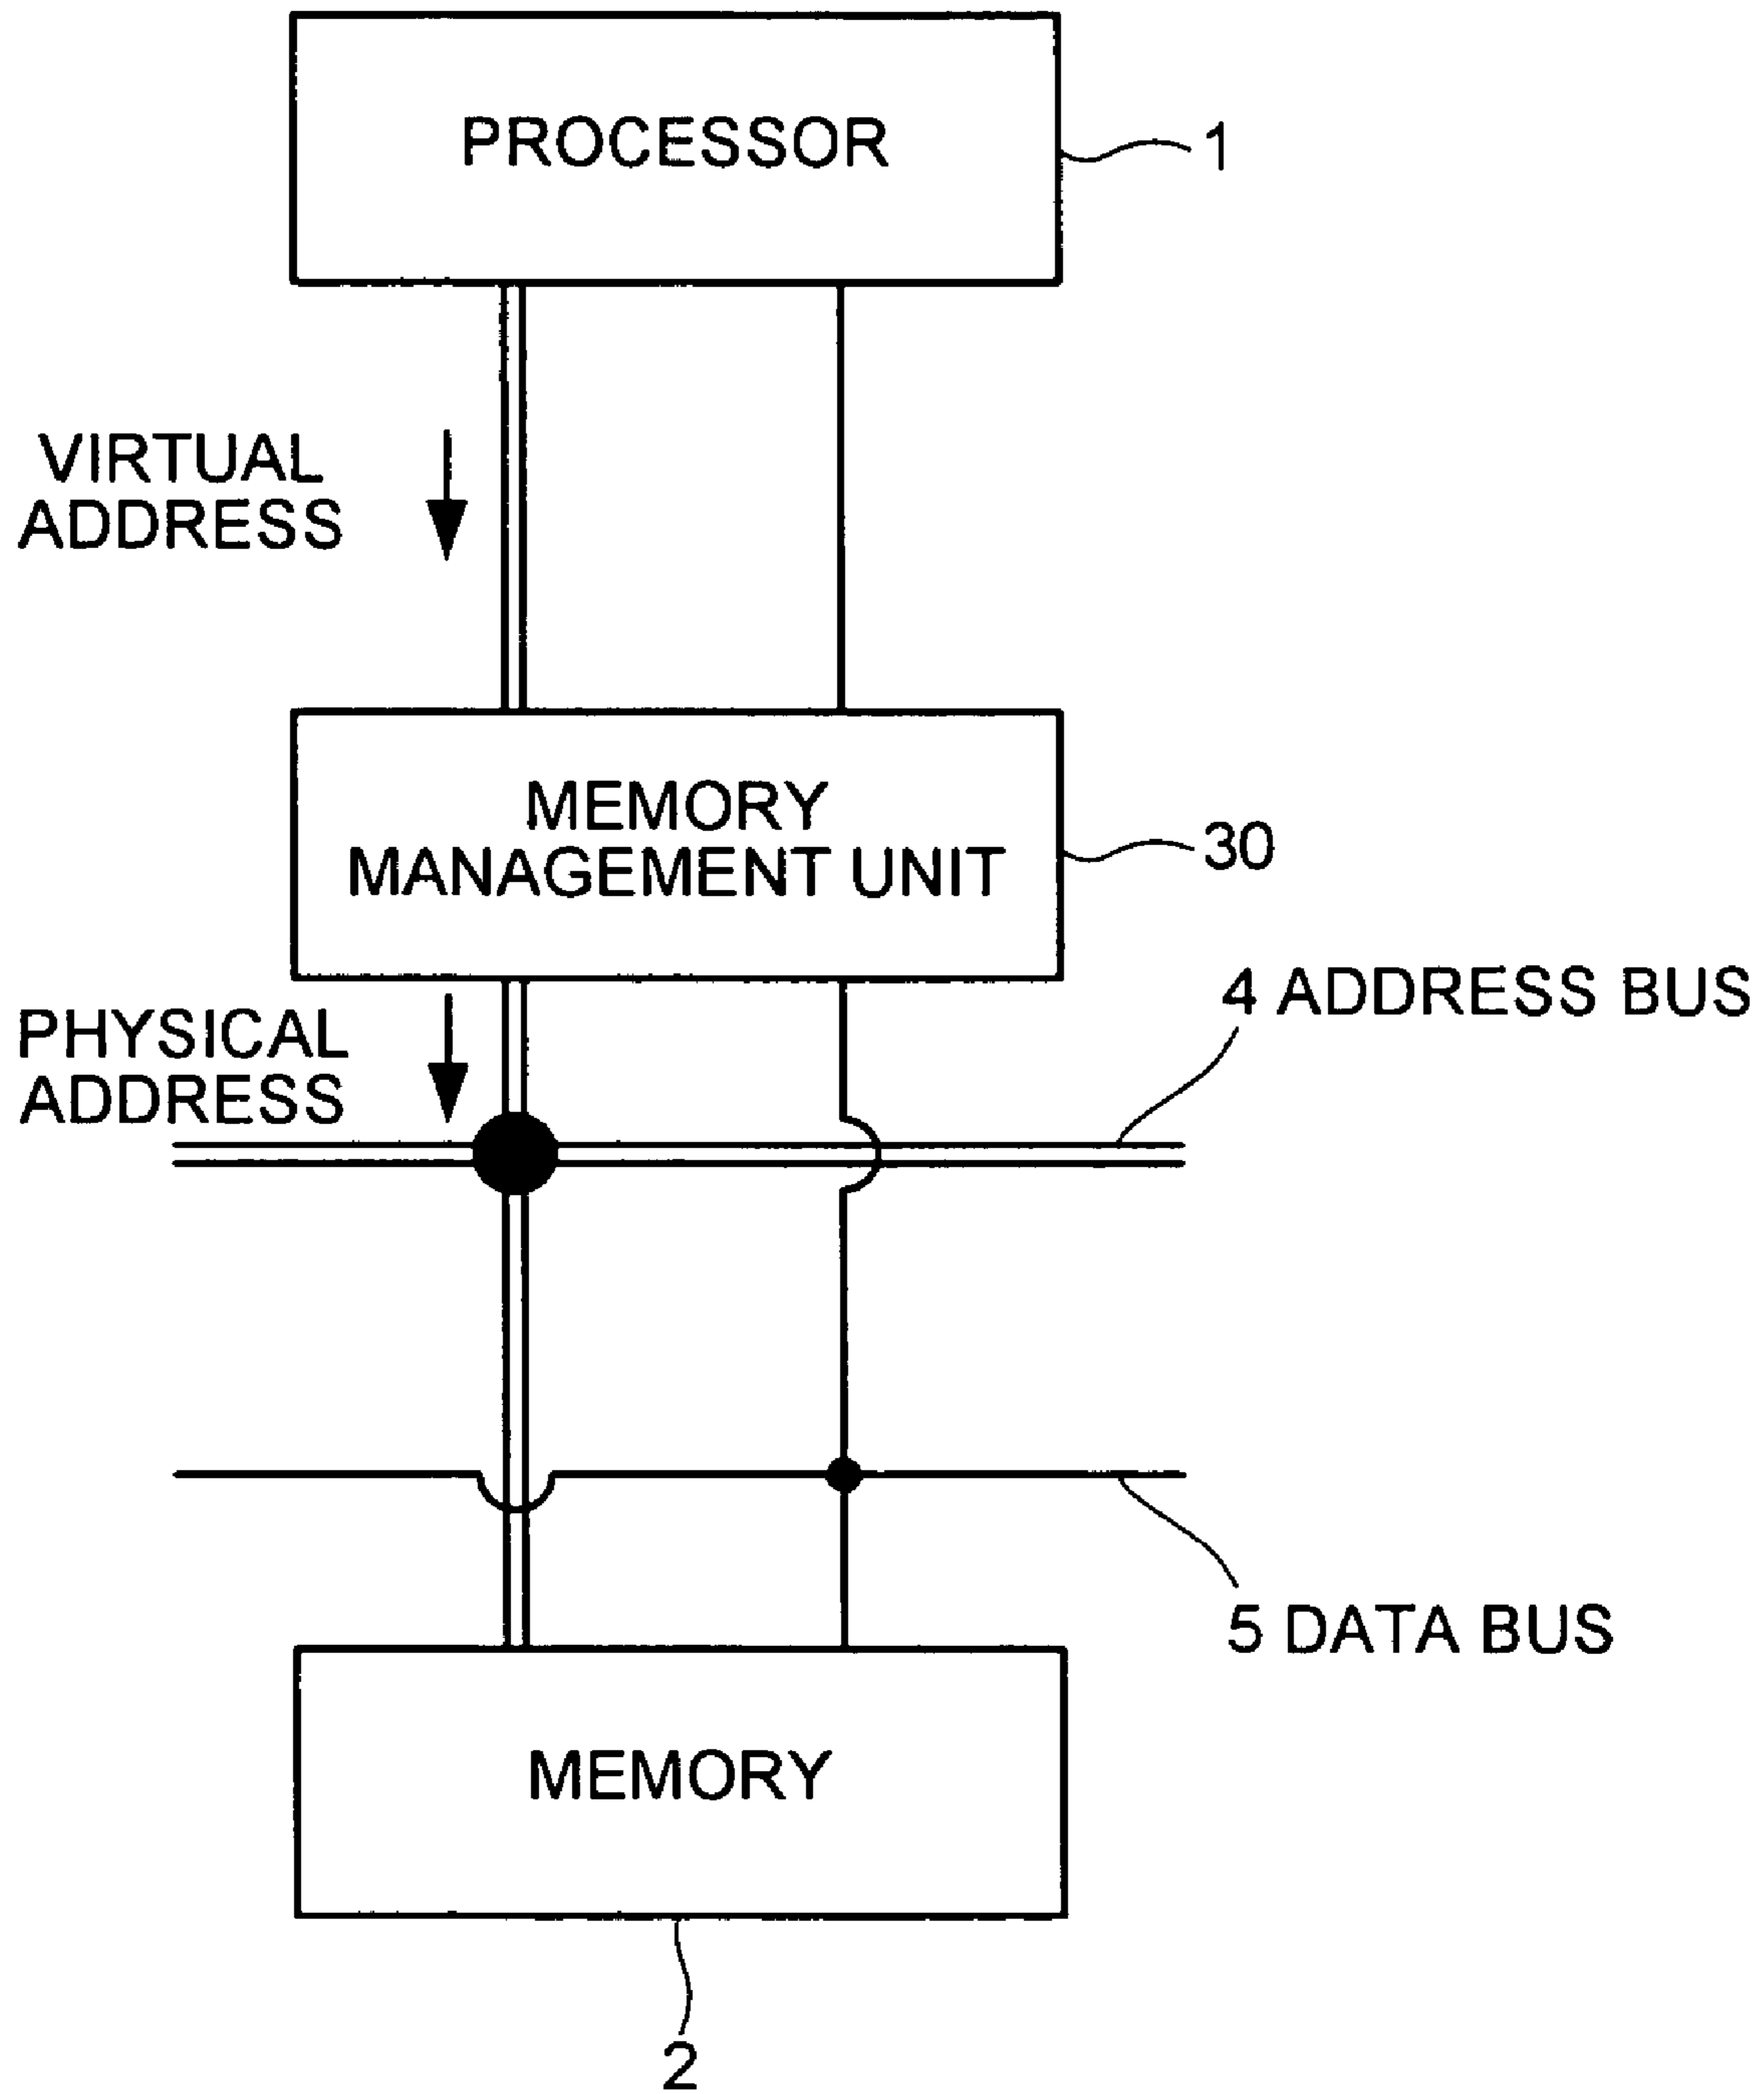 PROCESSOR
1
VIRTUAL
ADDRESS
MEMORY
MANAGEMENT UNIT
30
4 ADDRESS BUS
PHYSICAL
ADDRESS
5 DATA BUS
MEMORY
2